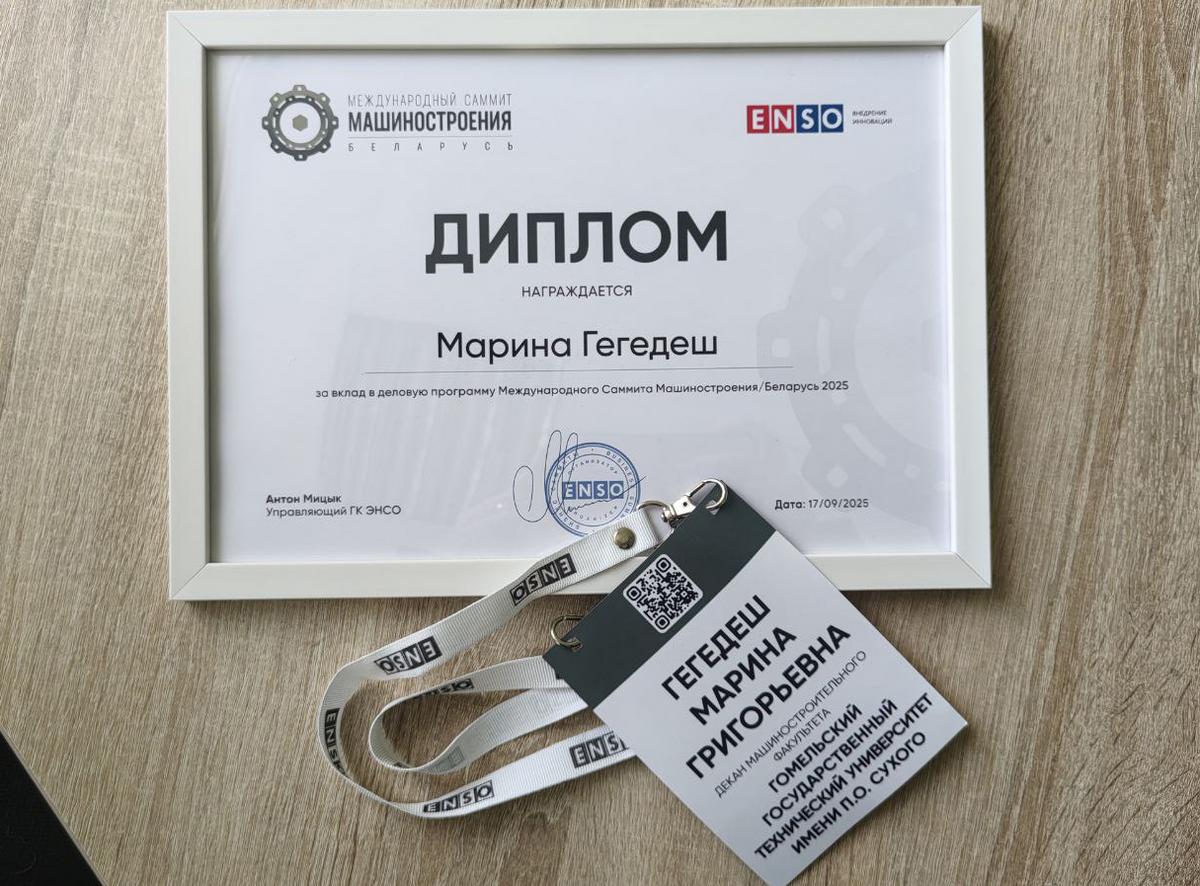 МЕЖДУНАРОДНЫЙ САММИТ
МАШИНОСТРОЕНИЯ
БЕЛАРУСЬ
ENSO
ВНЕДРЕНИЕ
ИННОВАЦИЙ
ДИПЛОМ
НАГРАЖДАЕТСЯ
Марина Гегедеш
за вклад в деловую программу Международного Саммита Машиностроения/Беларусь 2025
ENSO
Антон Мицык
Управляющий ГК ЭНСО
Дата: 17/09/2025
ENSO
ENSO
ENSO
ENSO
ГЕГЕДЕШ
МАРИНА
ГРИГОРЬЕВНА
ДЕКАН МАШИНОСТРОИТЕЛЬНОГО
ФАКУЛЬТЕТА
ГОМЕЛЬСКИЙ
ГОСУДАРСТВЕННЫЙ
ТЕХНИЧЕСКИЙ УНИВЕРСИТЕТ
ИМЕНИ П.О. СУХОГО